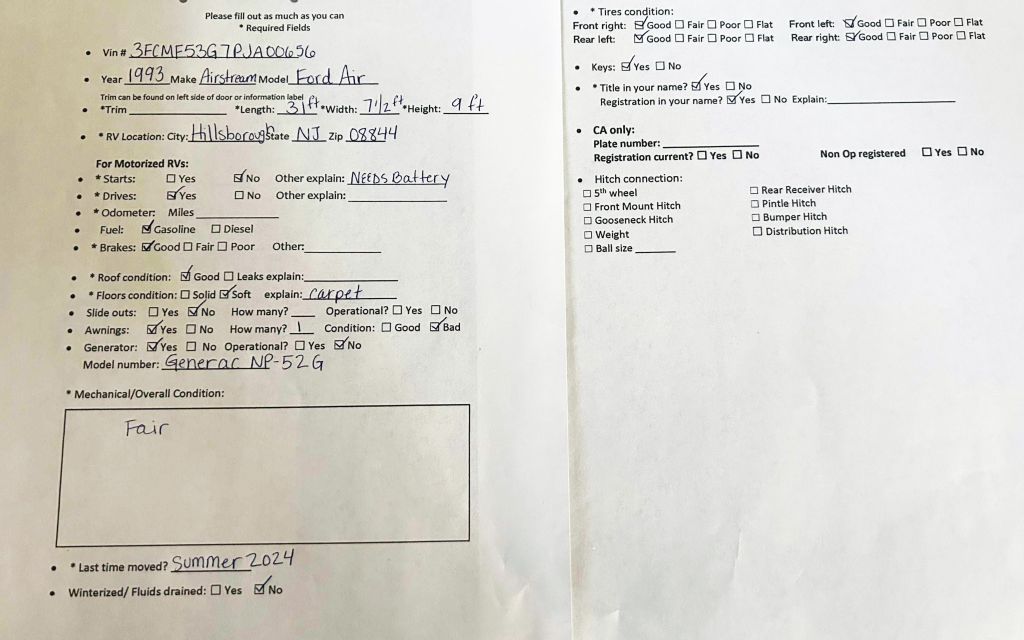 Please fill out as much as you can
* Required Fields
• Vin # 3FCMF53G7PJA00656
• Year 1993 Make Airstream Model Ford Air
Trim can be found on left side of door or information label
• *Trim ____________ *Length: 31ft *Width: 7 1/2 ft *Height: 9 ft
• * RV Location: City: Hillsborough State NJ Zip 08844
For Motorized RVs:
• * Starts: ☐ Yes ☑ No Other explain: NEEDS Battery
• * Drives: ☑ Yes ☐ No Other explain: ____________
• * Odometer: Miles ____________
• Fuel: ☑ Gasoline ☐ Diesel
• * Brakes: ☑ Good ☐ Fair ☐ Poor Other: ____________
• * Roof condition: ☑ Good ☐ Leaks explain: ____________
• * Floors condition: ☐ Solid ☑ Soft explain: carpet
• Slide outs: ☐ Yes ☑ No How many? ____ Operational? ☐ Yes ☐ No
• Awnings: ☑ Yes ☐ No How many? 1 Condition: ☐ Good ☑ Bad
• Generator: ☑ Yes ☐ No Operational? ☐ Yes ☑ No
Model number: Generac NP-52G
* Mechanical/Overall Condition:
Fair
• * Last time moved? Summer 2024
• Winterized/ Fluids drained: ☐ Yes ☑ No
• * Tires condition:
Front right: ☑ Good ☐ Fair ☐ Poor ☐ Flat Front left: ☑ Good ☐ Fair ☐ Poor ☐ Flat
Rear left: ☑ Good ☐ Fair ☐ Poor ☐ Flat Rear right: ☑ Good ☐ Fair ☐ Poor ☐ Flat
• Keys: ☑ Yes ☐ No
• * Title in your name? ☑ Yes ☐ No
Registration in your name? ☑ Yes ☐ No Explain: ____________
• CA only:
Plate number: ____________
Registration current? ☐ Yes ☐ No Non Op registered ☐ Yes ☐ No
• Hitch connection:
☐ 5th wheel
☐ Front Mount Hitch
☐ Gooseneck Hitch
☐ Weight
☐ Ball size ______
☐ Rear Receiver Hitch
☐ Pintle Hitch
☐ Bumper Hitch
☐ Distribution Hitch